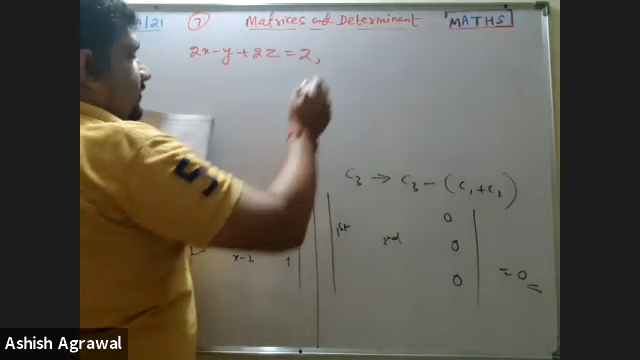 /21 7 Matrices and Determinant MATHS
2x-y+2z=2,
C₃ → C₃ - (C₁+C₂)
0
1st 2nd 0 = 0
x-2 1 0
Ashish Agrawal